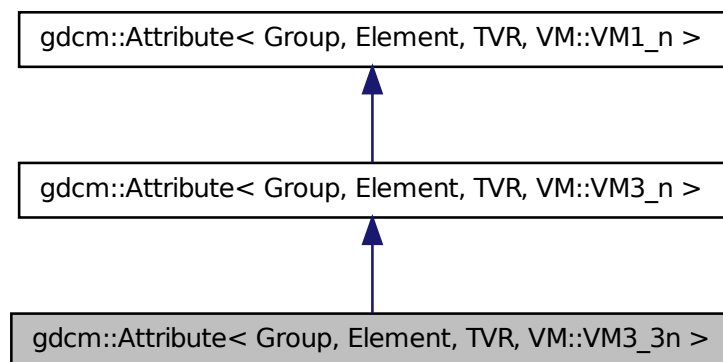 gdcm::Attribute< Group, Element, TVR, VM::VM1_n >
gdcm::Attribute< Group, Element, TVR, VM::VM3_n >
gdcm::Attribute< Group, Element, TVR, VM::VM3_3n >